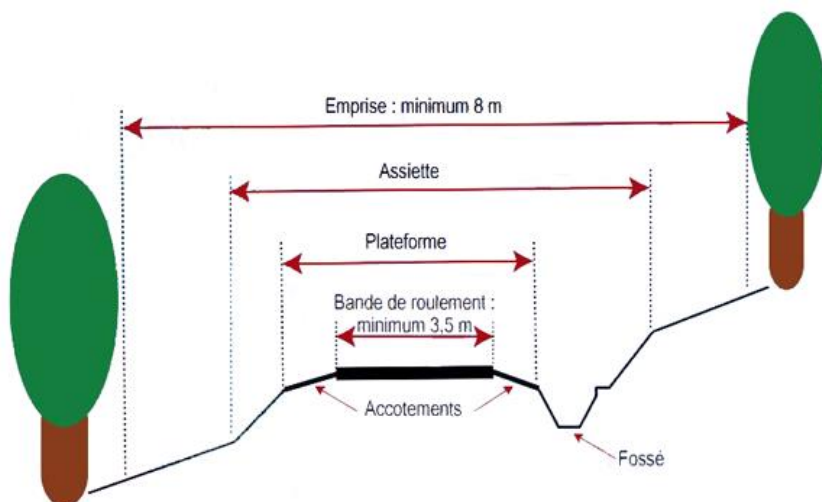 Emprise : minimum 8 m
Assiette
Plateforme
Bande de roulement :
minimum 3,5 m
Accotements
Fossé